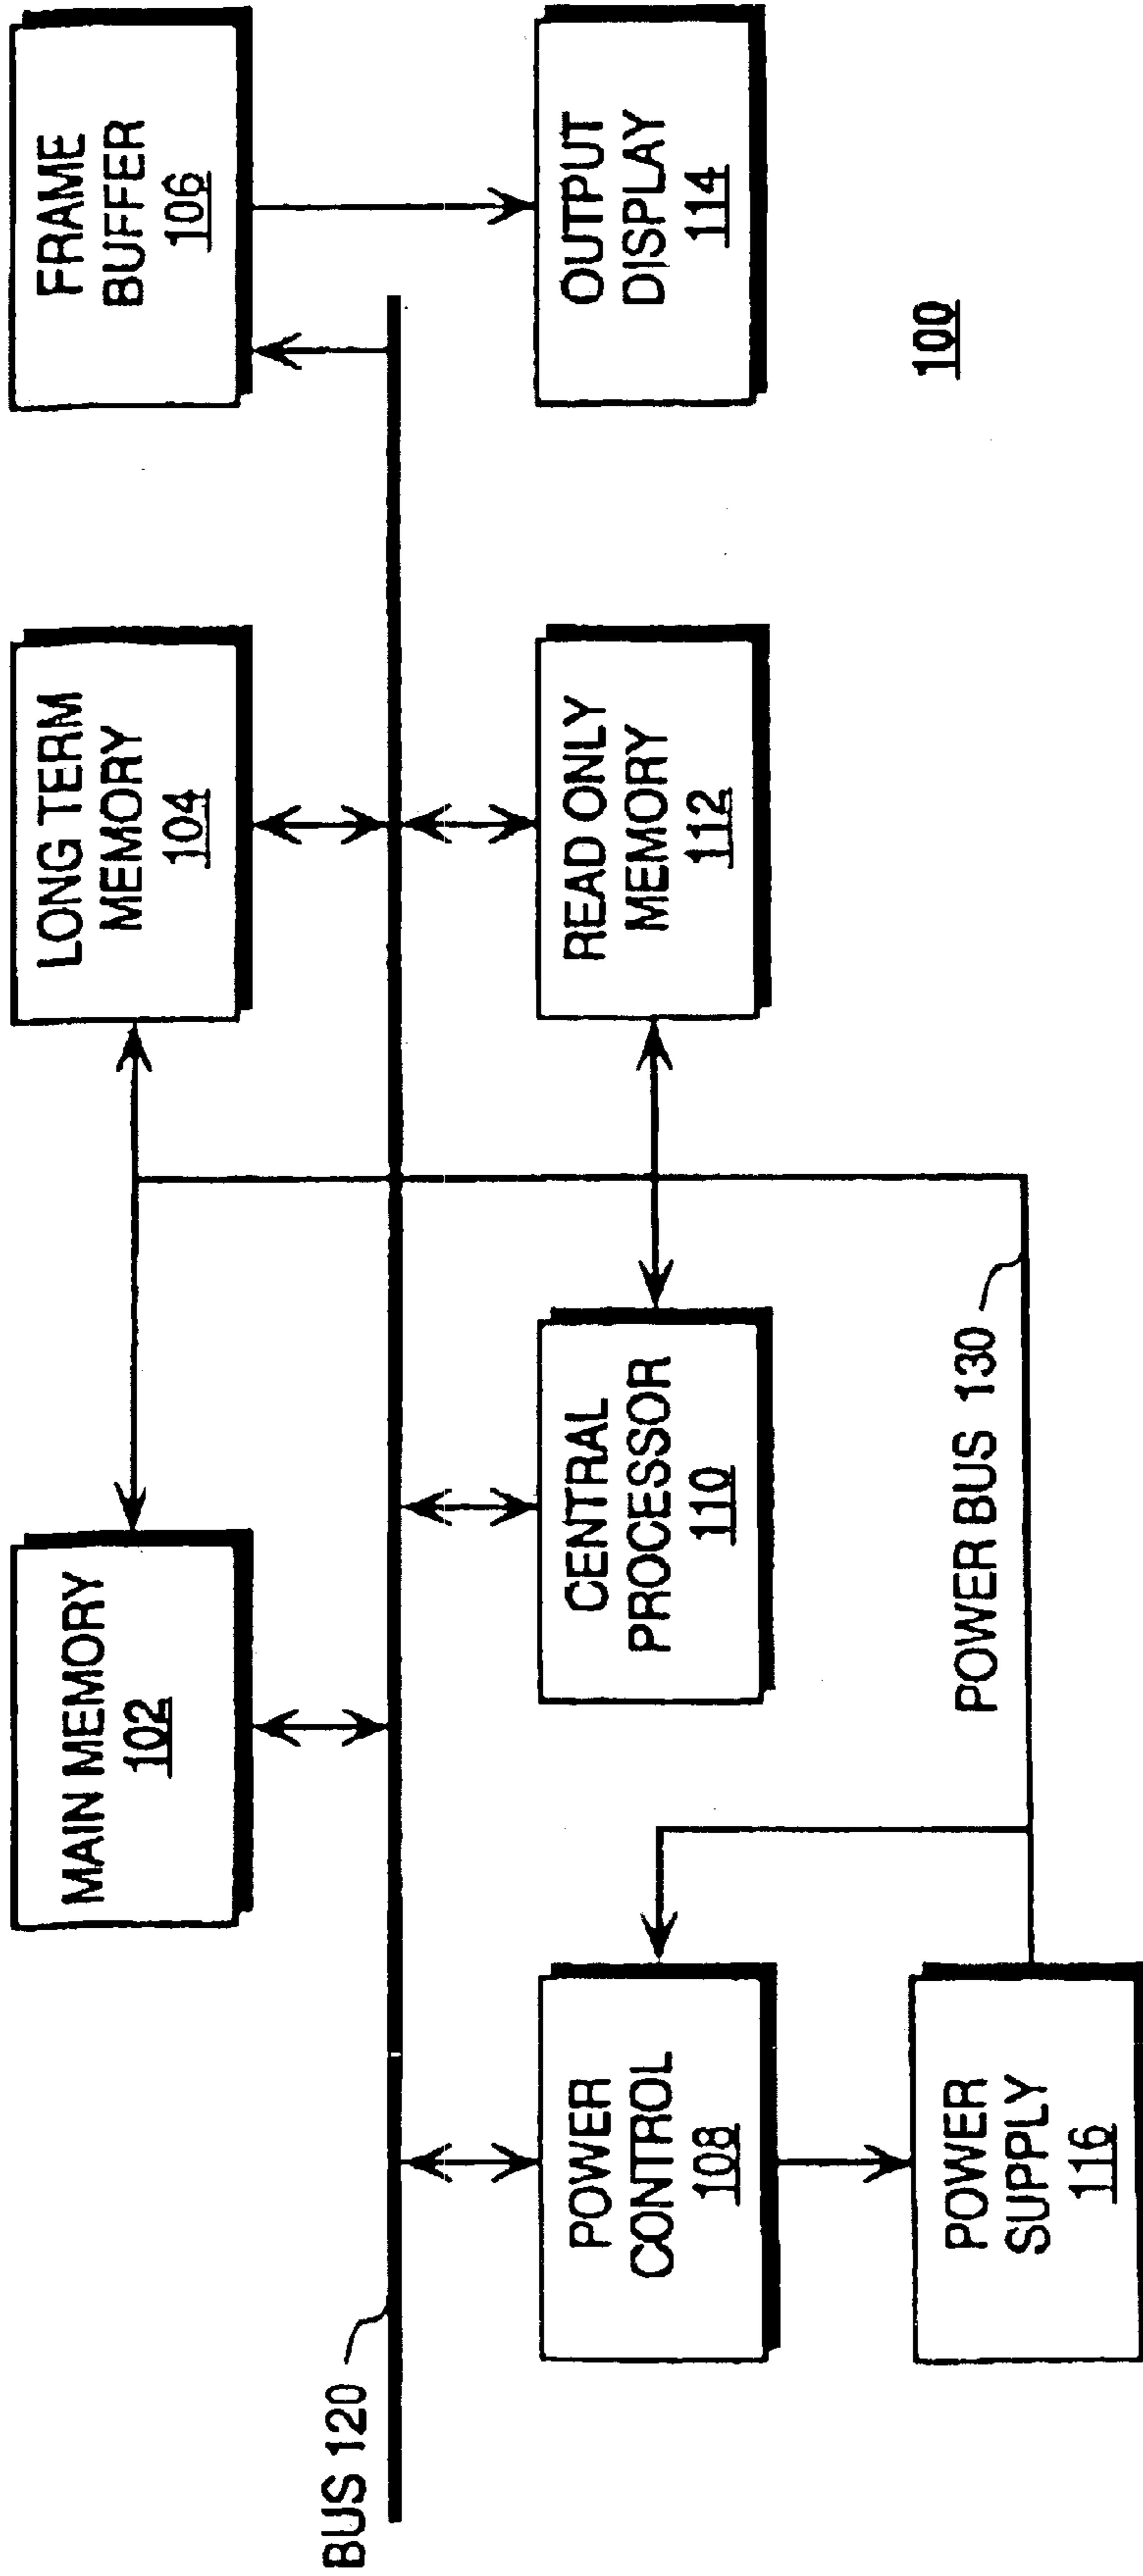 MAIN MEMORY
102
LONG TERM
MEMORY
104
FRAME
BUFFER
106
BUS 120
POWER
CONTROL
108
CENTRAL
PROCESSOR
110
READ ONLY
MEMORY
112
OUTPUT
DISPLAY
114
POWER
SUPPLY
116
POWER BUS 130
100